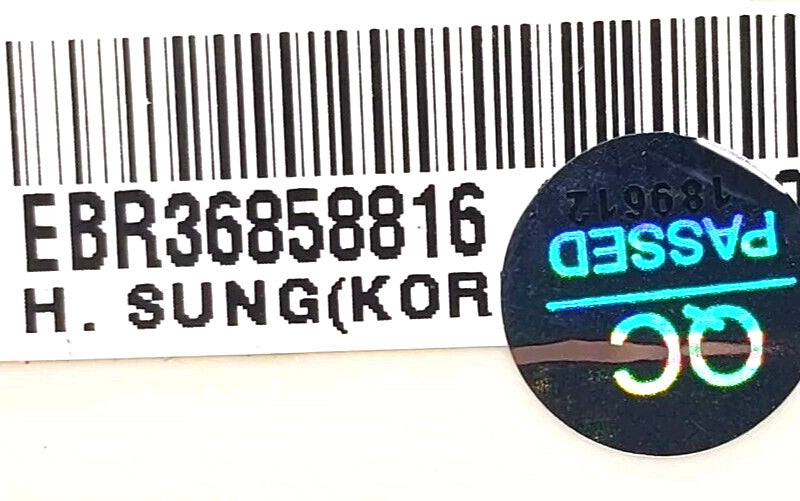 EBR36858816
H. SUNG(KOR
QC
PASSED
189612